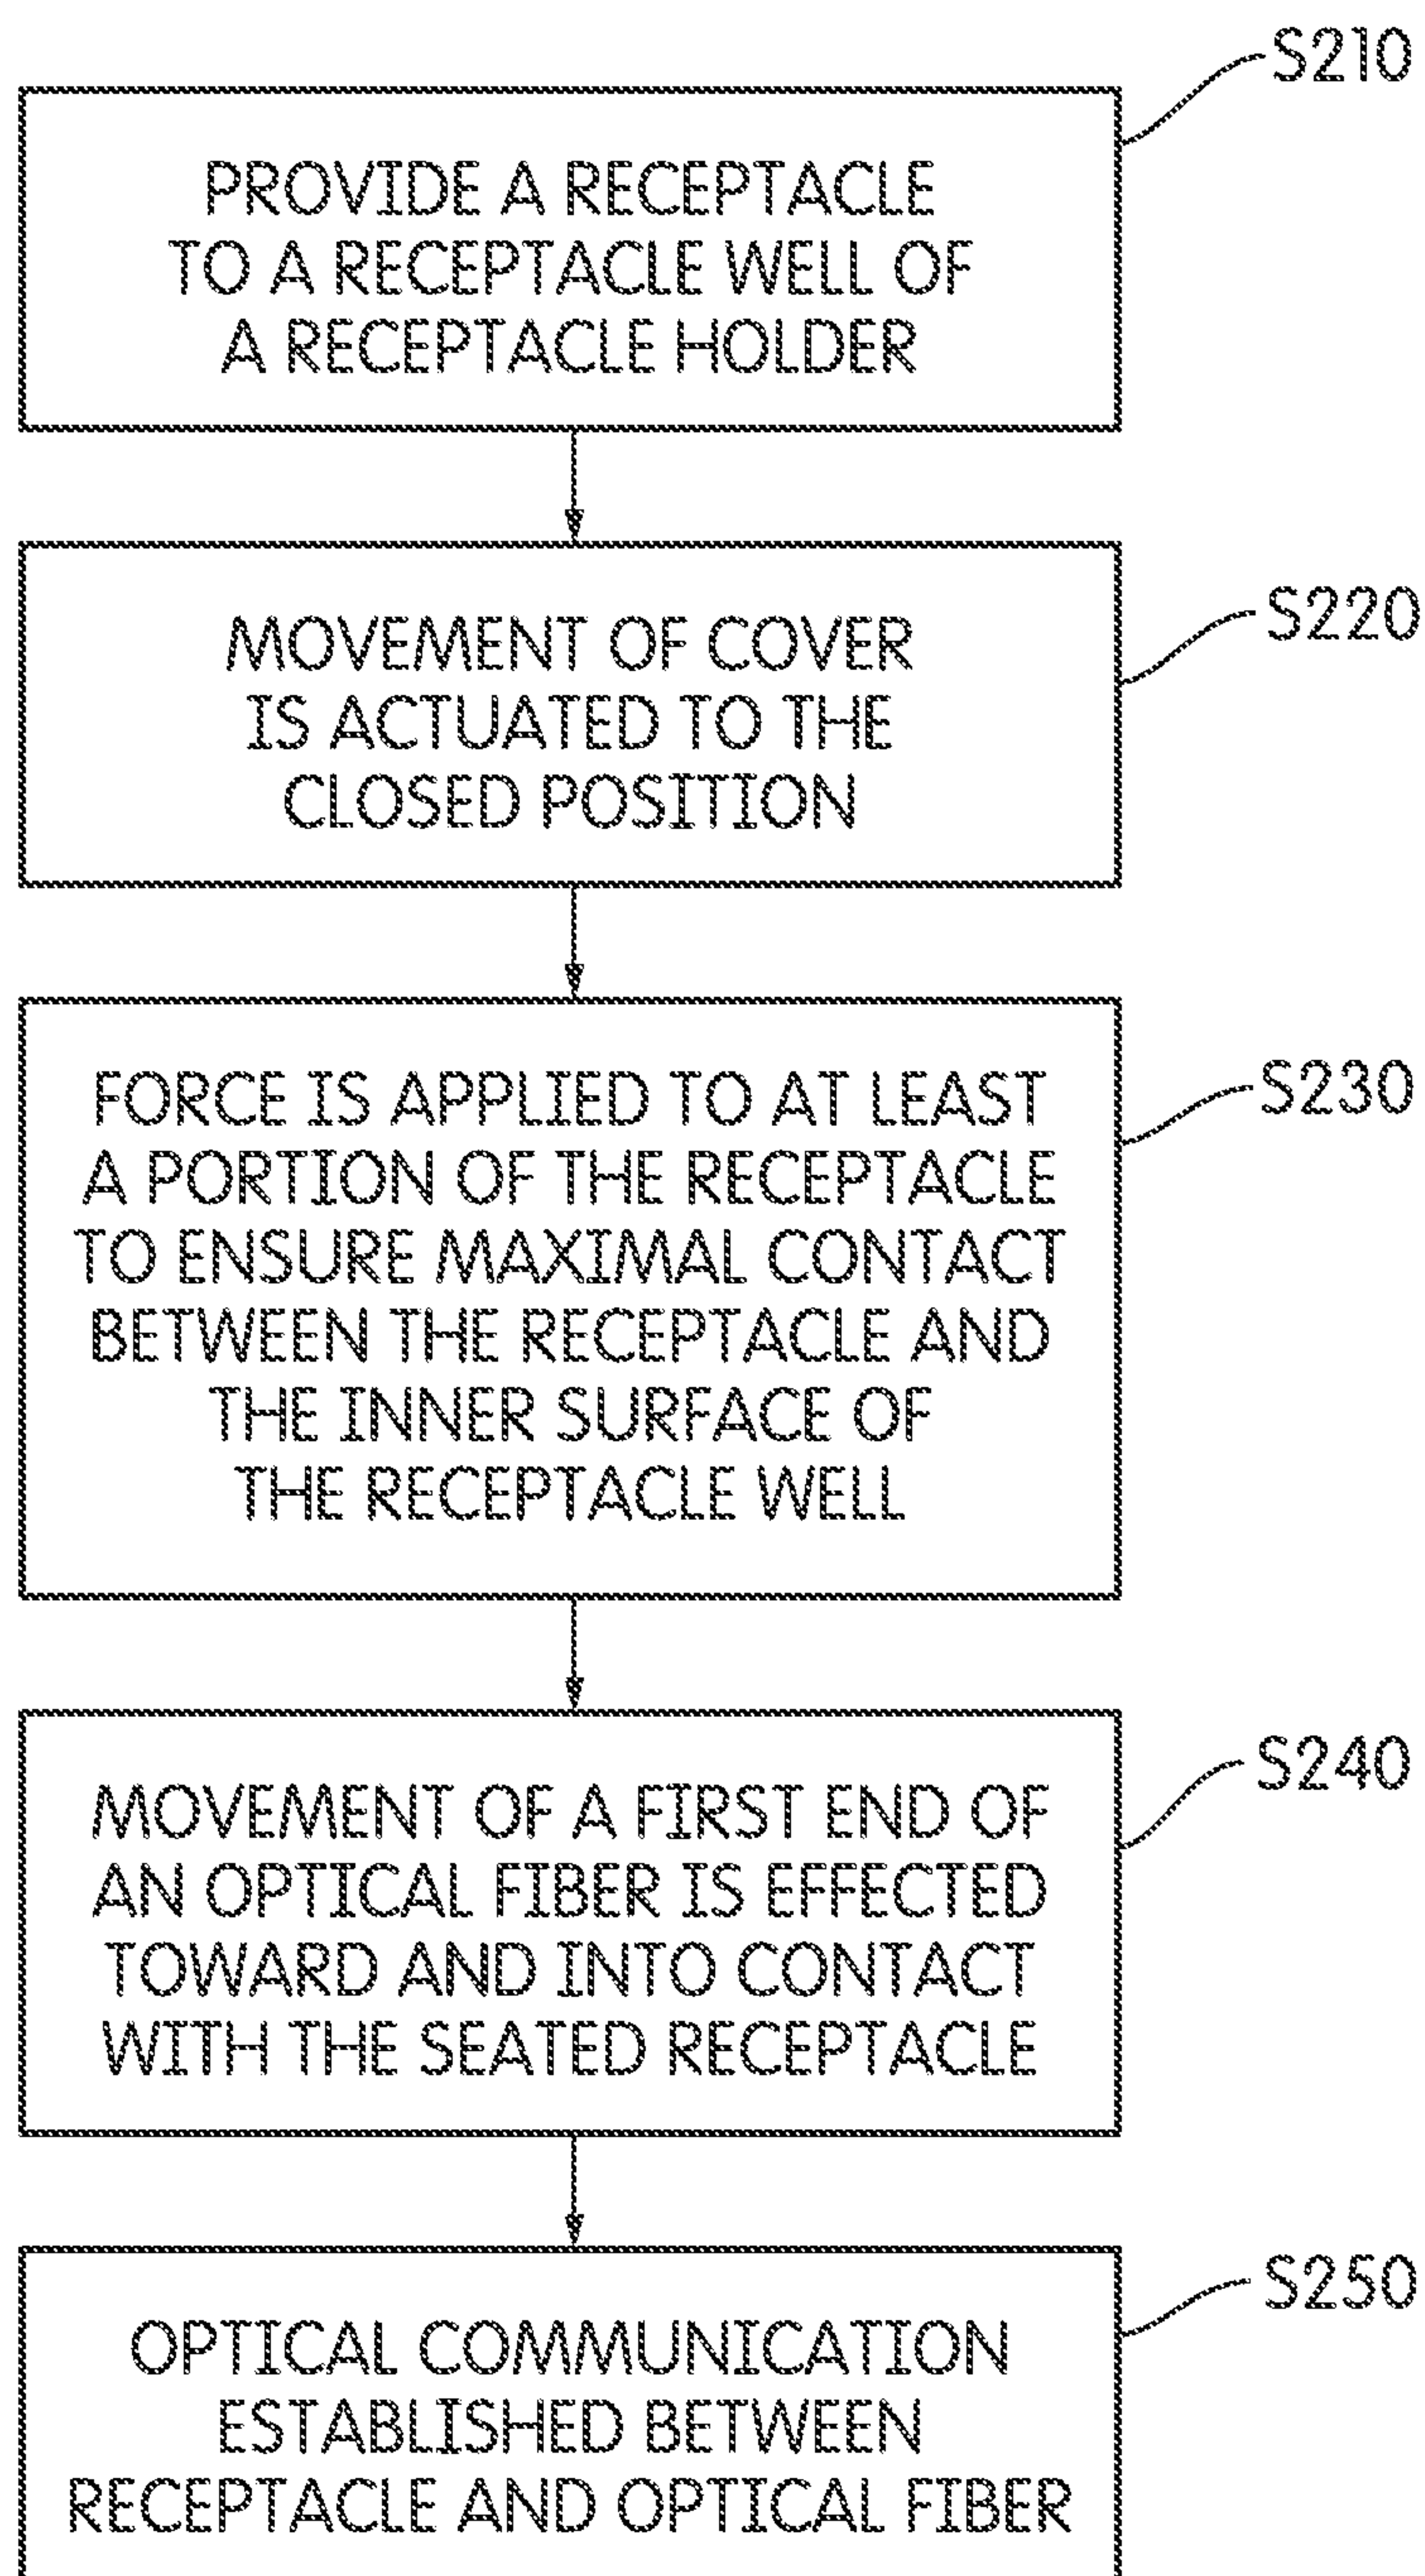 S210
PROVIDE A RECEPTACLE
TO A RECEPTACLE WELL OF
A RECEPTACLE HOLDER
S220
MOVEMENT OF COVER
IS ACTUATED TO THE
CLOSED POSITION
S230
FORCE IS APPLIED TO AT LEAST
A PORTION OF THE RECEPTACLE
TO ENSURE MAXIMAL CONTACT
BETWEEN THE RECEPTACLE AND
THE INNER SURFACE OF
THE RECEPTACLE WELL
S240
MOVEMENT OF A FIRST END OF
AN OPTICAL FIBER IS EFFECTED
TOWARD AND INTO CONTACT
WITH THE SEATED RECEPTACLE
S250
OPTICAL COMMUNICATION
ESTABLISHED BETWEEN
RECEPTACLE AND OPTICAL FIBER